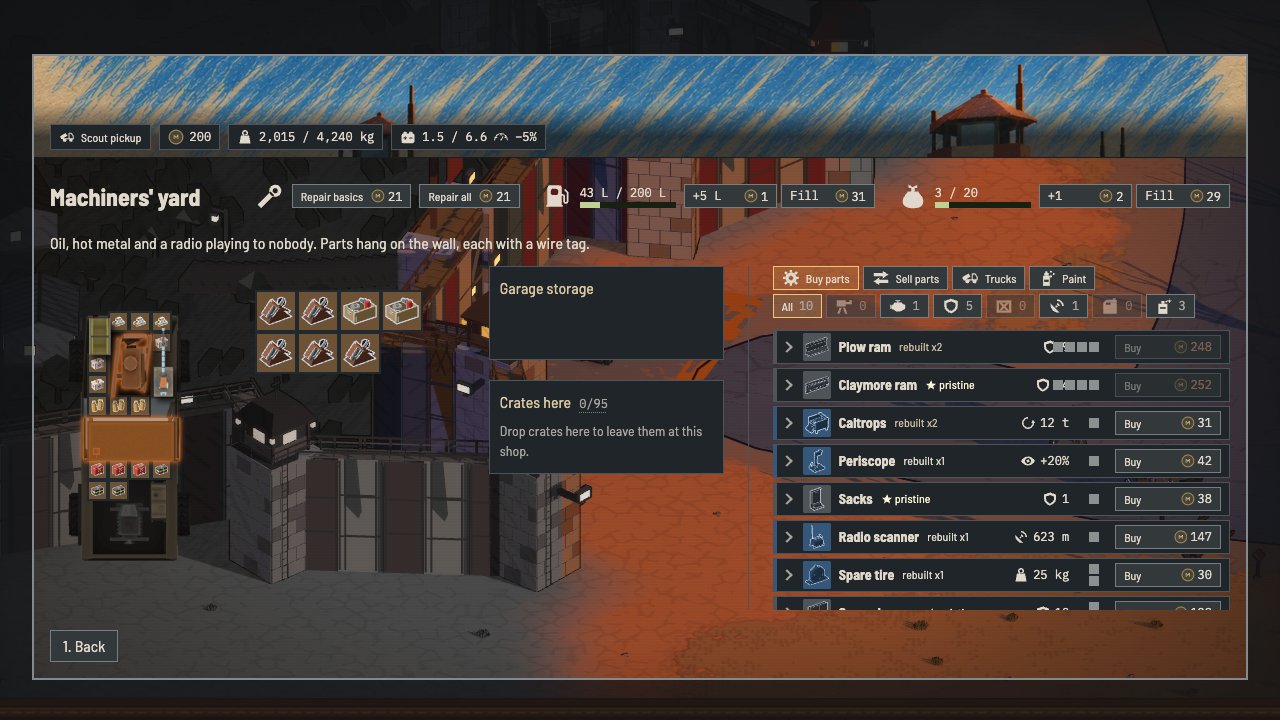 Scout pickup
200
2,015 / 4,240 kg
1.5 / 6.6
-5%
Machiners' yard
Repair basics 21
Repair all 21
43 L / 200 L
+5 L 1
Fill 31
3 / 20
+1 2
Fill 29
Oil, hot metal and a radio playing to nobody. Parts hang on the wall, each with a wire tag.
Garage storage
Crates here 0/95
Drop crates here to leave them at this
shop.
Buy parts
Sell parts
Trucks
Paint
All 10
0
1
5
0
1
0
3
Plow ram rebuilt x2
Buy 248
Claymore ram pristine
Buy 252
Caltrops rebuilt x2 12 t
Buy 31
Periscope rebuilt x1 +20%
Buy 42
Sacks pristine 1
Buy 38
Radio scanner rebuilt x1 623 m
Buy 147
Spare tire rebuilt x1 25 kg
Buy 30
1. Back